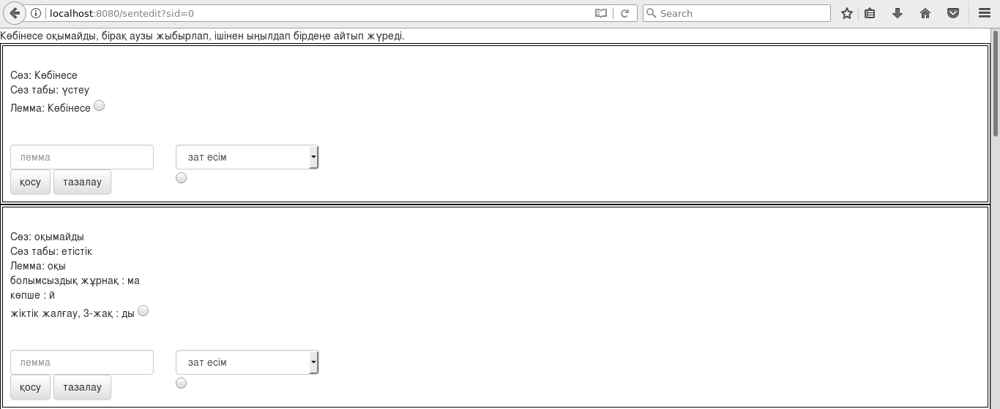 localhost:8080/sentedit?sid=0
Search
Көбінесе оқымайды, бірақ аузы жыбырлап, ішінен ыңылдап бірдеңе айтып жүреді.
Сөз: Көбінесе
Сөз табы: үстеу
Лемма: Көбінесе
лемма
зат есім
қосу
тазалау
Сөз: оқымайды
Сөз табы: етістік
Лемма: оқы
болымсыздық жұрнақ : ма
көпше : й
жіктік жалғау, 3-жақ : ды
лемма
зат есім
қосу
тазалау